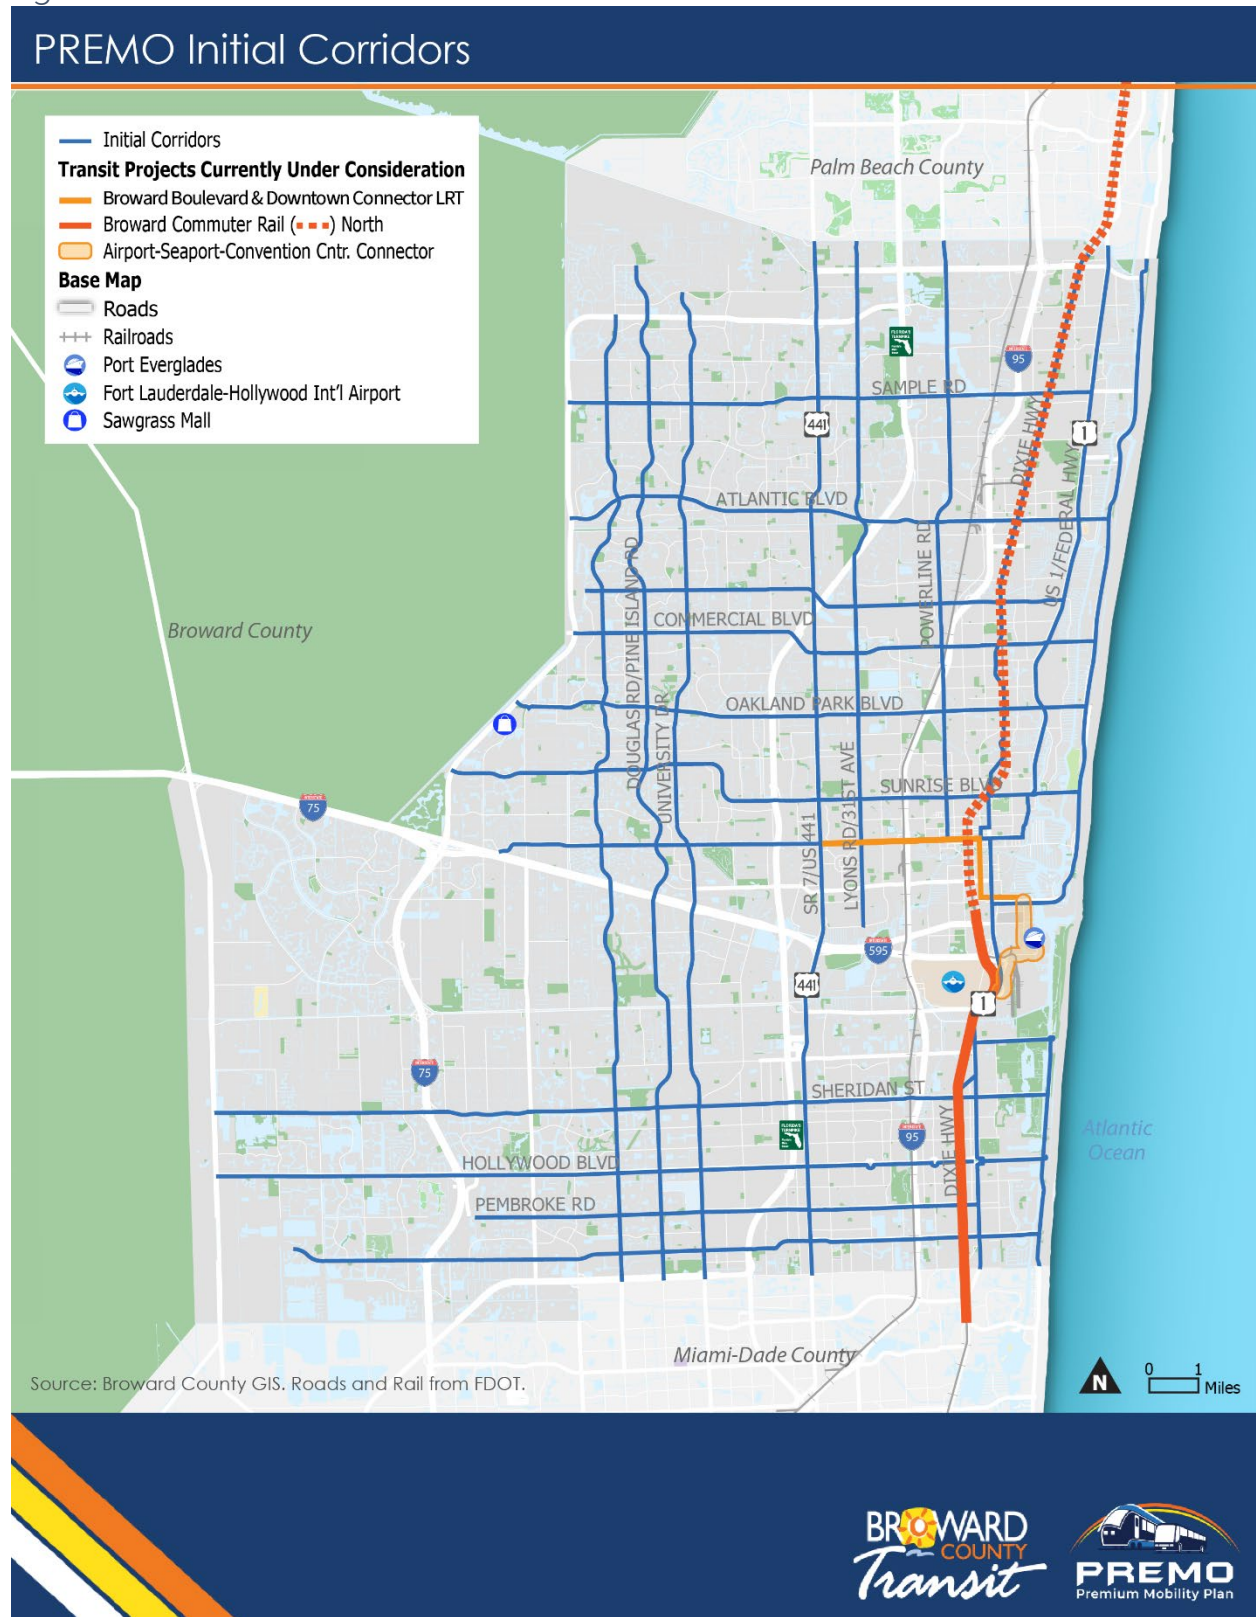 PREMO Initial Corridors
Initial Corridors
Transit Projects Currently Under Consideration
Broward Boulevard & Downtown Connector LRT
Broward Commuter Rail ( ) North
Airport-Seaport-Convention Cntr. Connector
Base Map
Roads
Railroads
Port Everglades
Fort Lauderdale-Hollywood Int'l Airport
Sawgrass Mall
Palm Beach County
95
SAMPLE RD
441
1
DIXIE HWY
ATLANTIC BLVD
US 1/FEDERAL HWY
POWERLINE RD
DOUGLAS RD/PINE ISLAND RD
COMMERCIAL BLVD
Broward County
OAKLAND PARK BLVD
UNIVERSITY DR
LYONS RD/31ST AVE
SUNRISE BLVD
75
SR 7/US 441
595
441
1
75
SHERIDAN ST
95
DIXIE HWY
Atlantic
Ocean
HOLLYWOOD BLVD
PEMBROKE RD
Miami-Dade County
Source: Broward County GIS. Roads and Rail from FDOT.
N
0 1
Miles
BROWARD
COUNTY
Transit
PREMO
Premium Mobility Plan